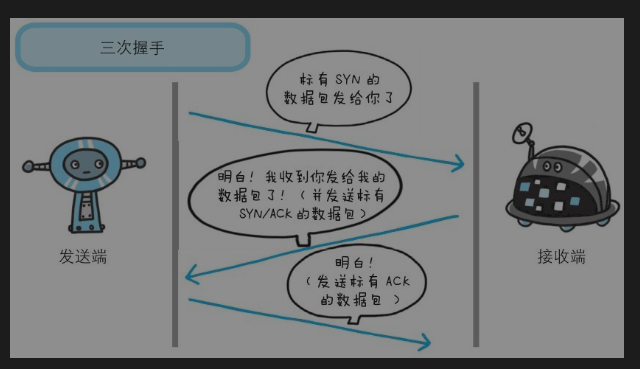 三次握手
标有 SYN 的
数据包发给你了
明白！我收到你发给我的
数据包了！（并发送标有
SYN/ACK 的数据包）
发送端
接收端
明白！
（发送标有 ACK
的数据包）